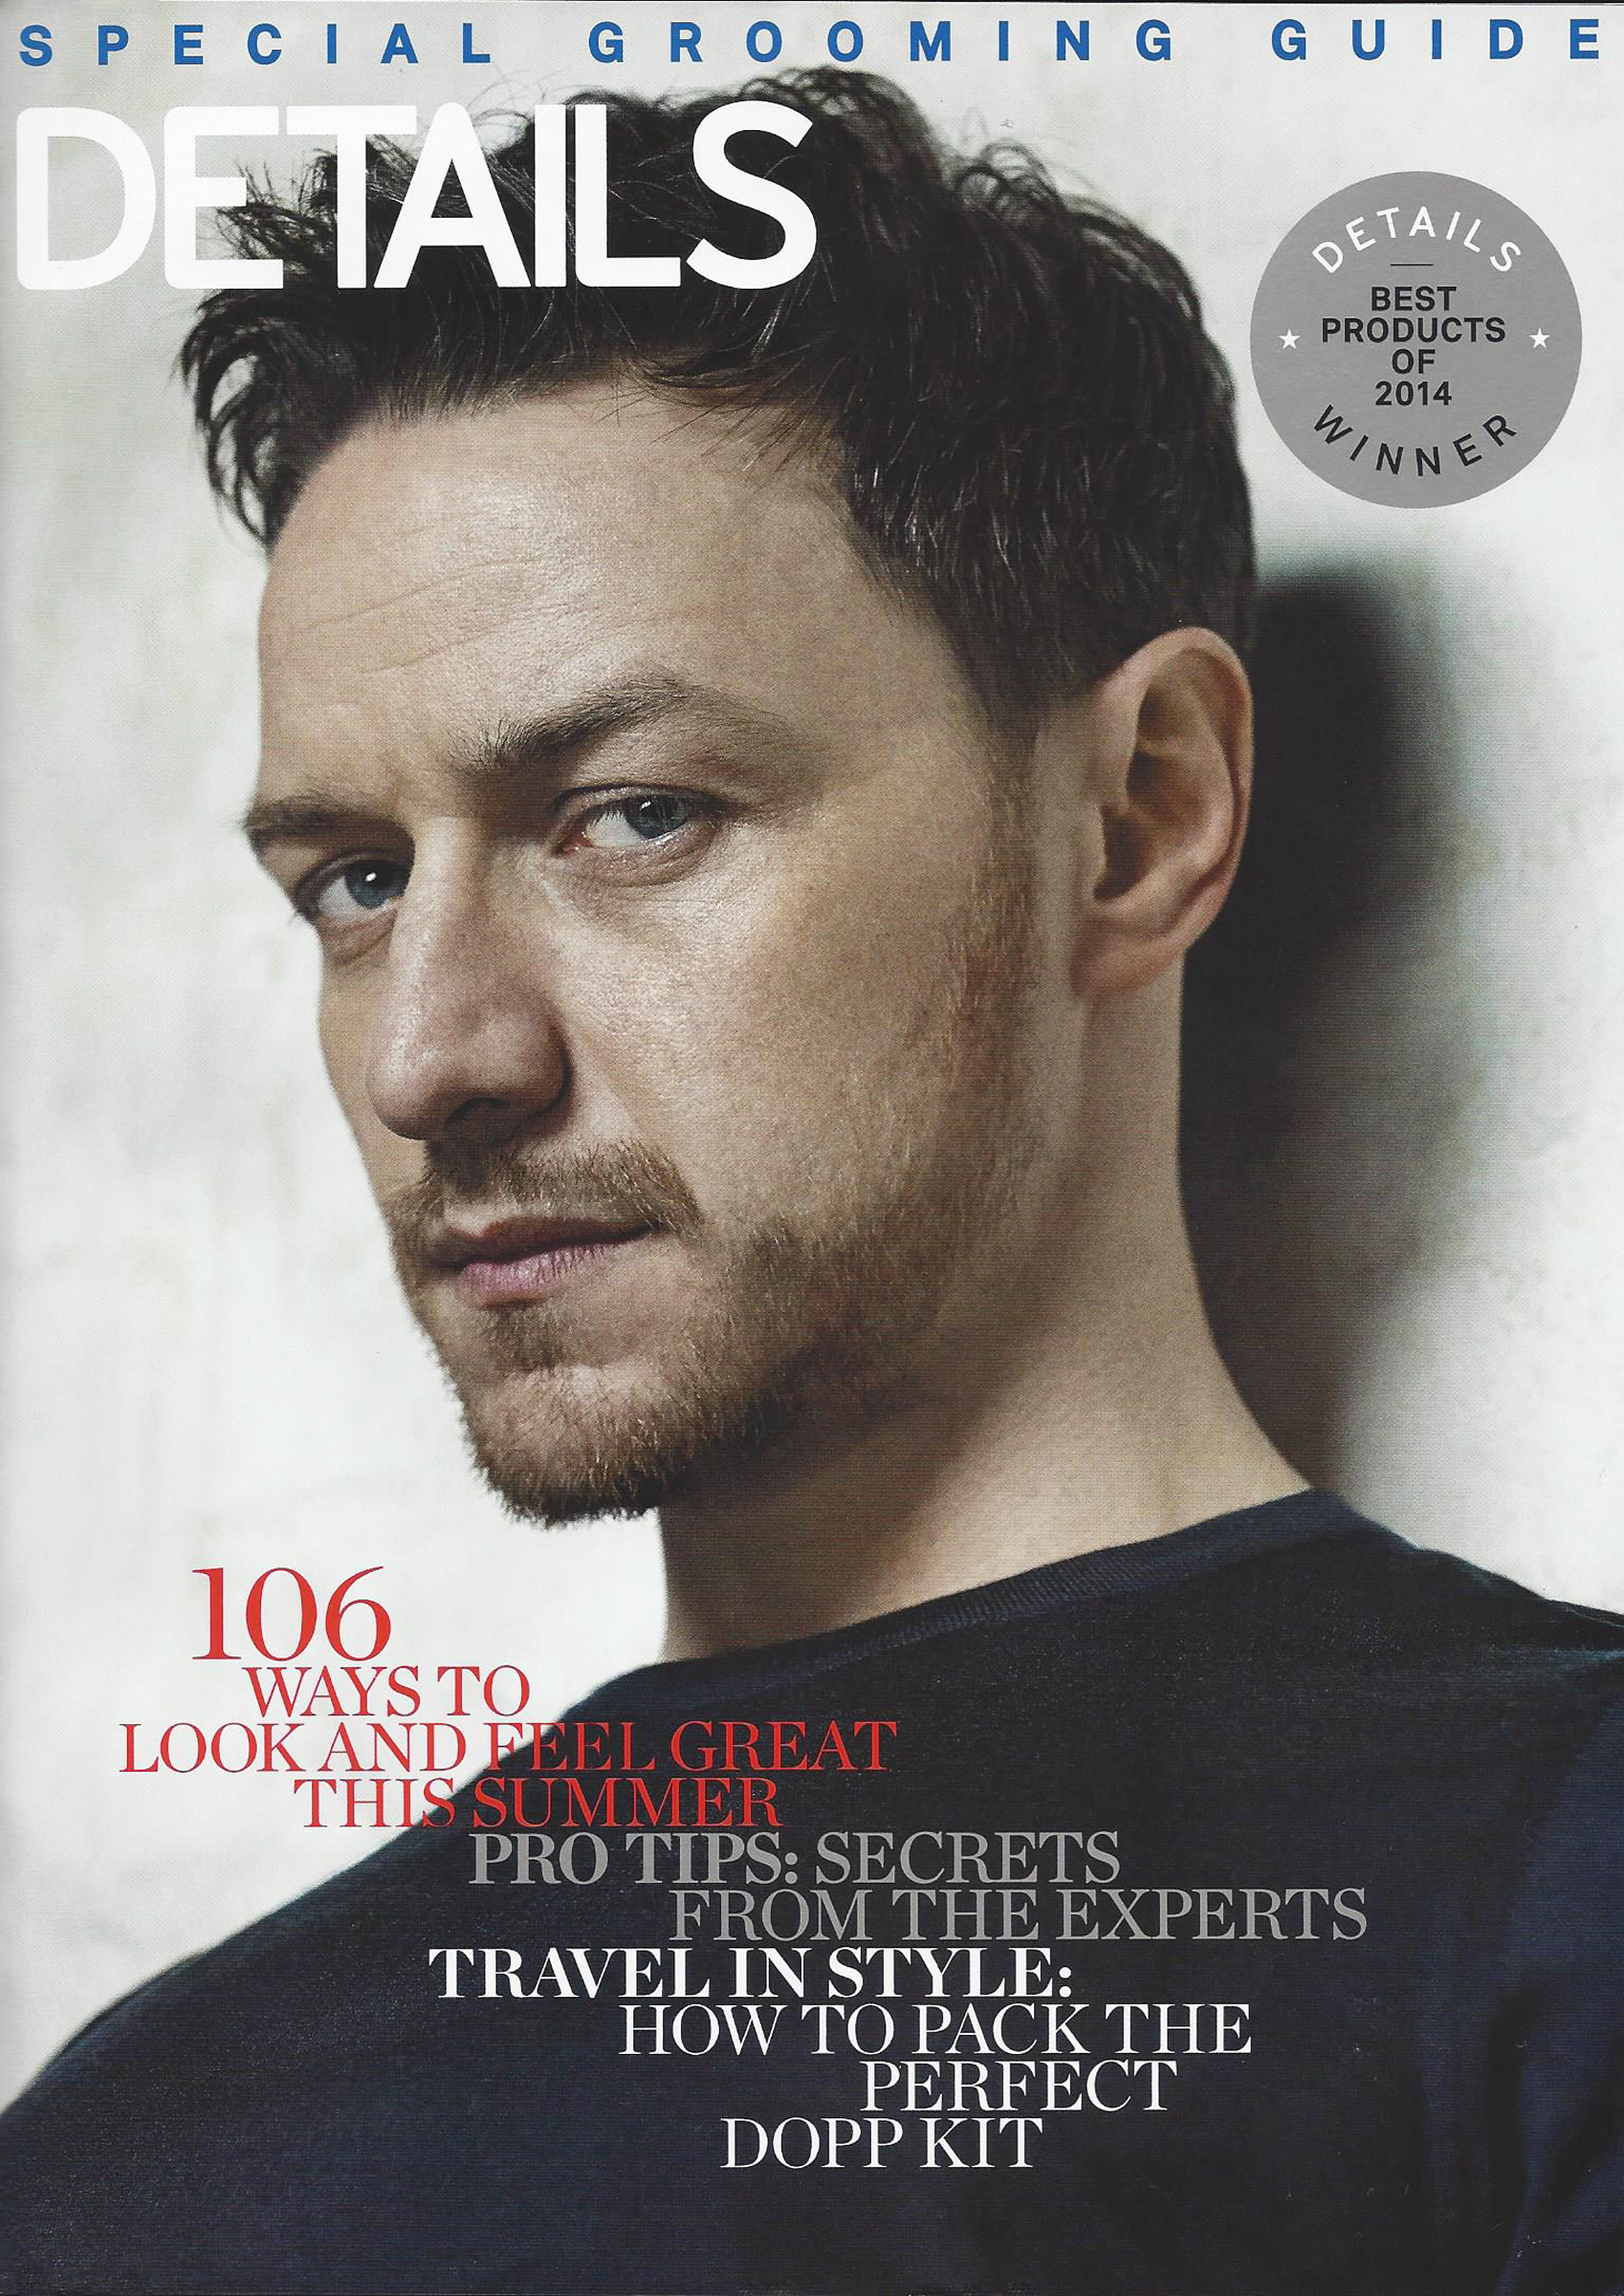 SPECIAL GROOMING GUIDE
DETAILS
DETAILS
BEST
PRODUCTS
OF
2014
WINNER
106
WAYS TO
LOOK AND FEEL GREAT
THIS SUMMER
PRO TIPS: SECRETS
FROM THE EXPERTS
TRAVEL IN STYLE:
HOW TO PACK THE
PERFECT
DOPP KIT